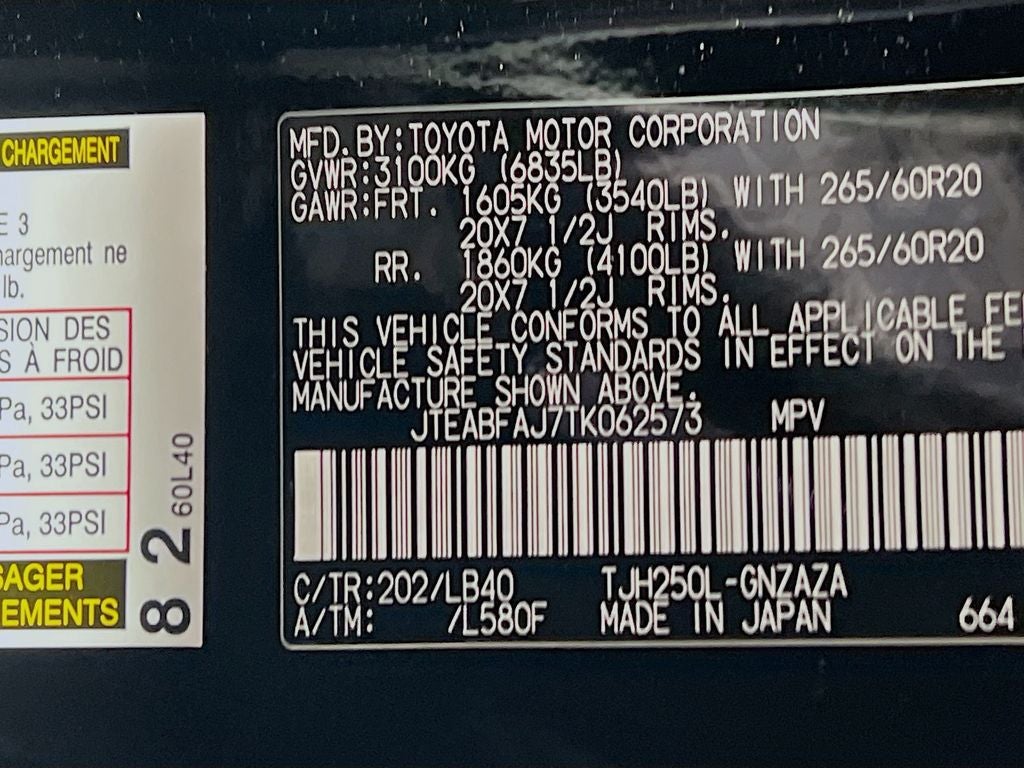 CHARGEMENT
E 3
hargement ne
lb.
SION DES
S À FROID
Pa, 33PSI
Pa, 33PSI
Pa, 33PSI
SAGER
EMENTS
8 2 60L40
MFD. BY:TOYOTA MOTOR CORPORATION
GVWR:3100KG (6835LB)
GAWR:FRT. 1605KG (3540LB) WITH 265/60R20
20X7 1/2J RIMS.
RR. 1860KG (4100LB) WITH 265/60R20
20X7 1/2J RIMS.
THIS VEHICLE CONFORMS TO ALL APPLICABLE FE
VEHICLE SAFETY STANDARDS IN EFFECT ON THE
MANUFACTURE SHOWN ABOVE.
JTEABFAJ7TK062573 MPV
C/TR:202/LB40 TJH250L-GNZAZA
A/TM: /L580F MADE IN JAPAN 664